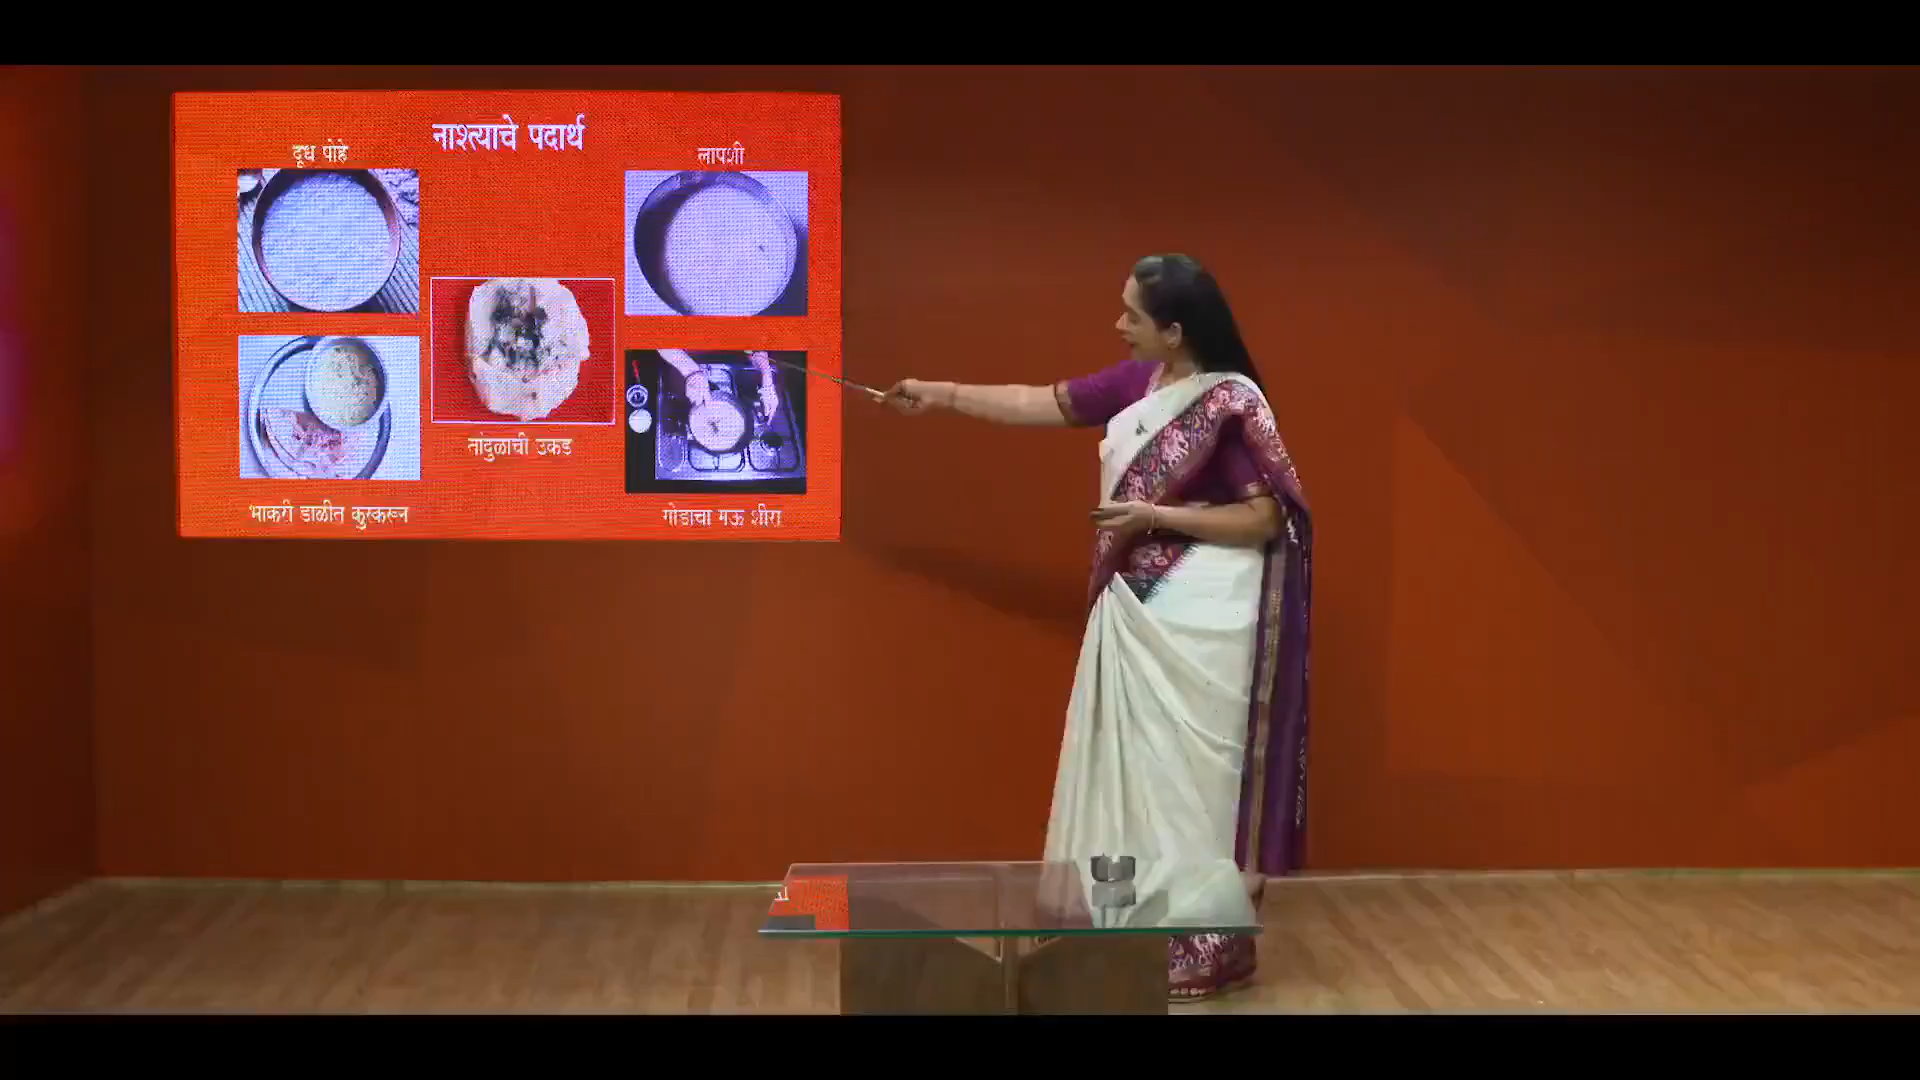 नाश्त्याचे पदार्थ
दूध पोहे
लापशी
तांदुळाची उकड
भाकरी डाळीत कुस्करून
गोडाचा मऊ शीरा